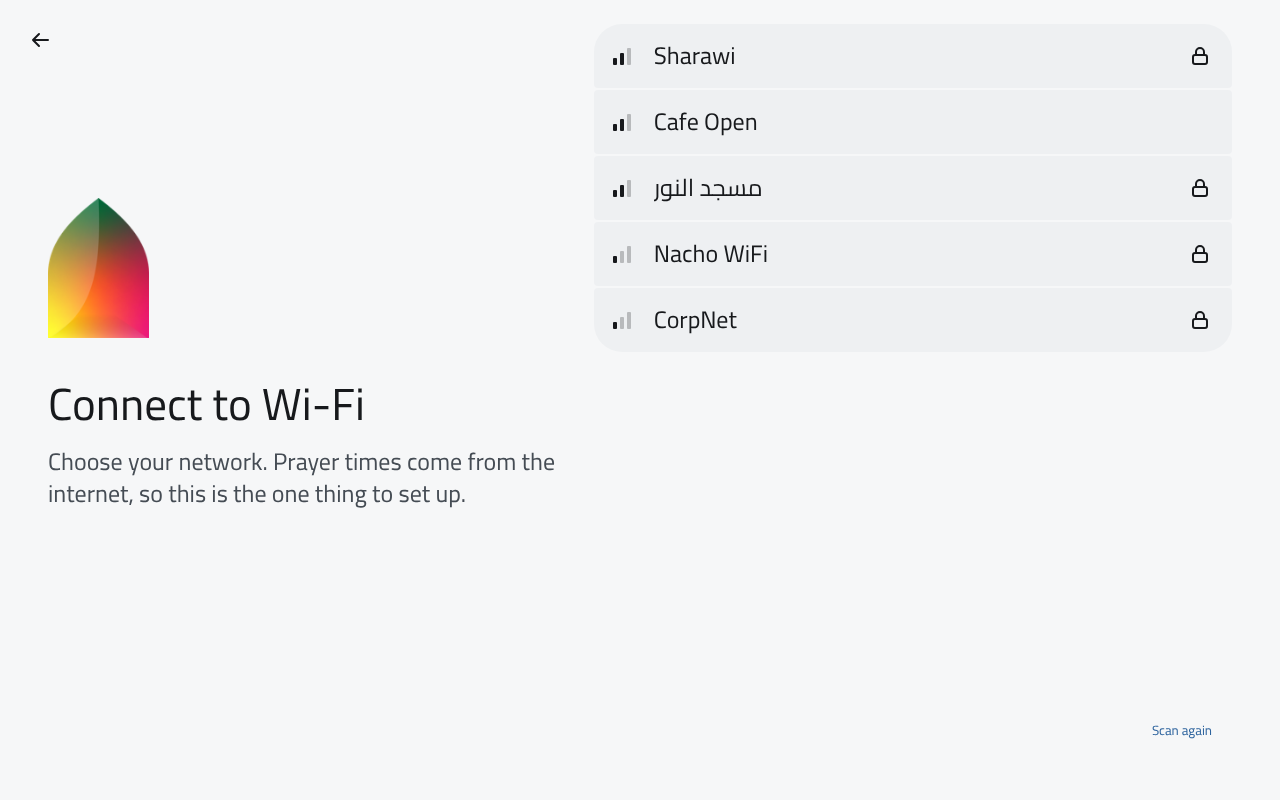 Connect to Wi-Fi
Choose your network. Prayer times come from the
internet, so this is the one thing to set up.
Sharawi
Cafe Open
مسجد النور
Nacho WiFi
CorpNet
Scan again